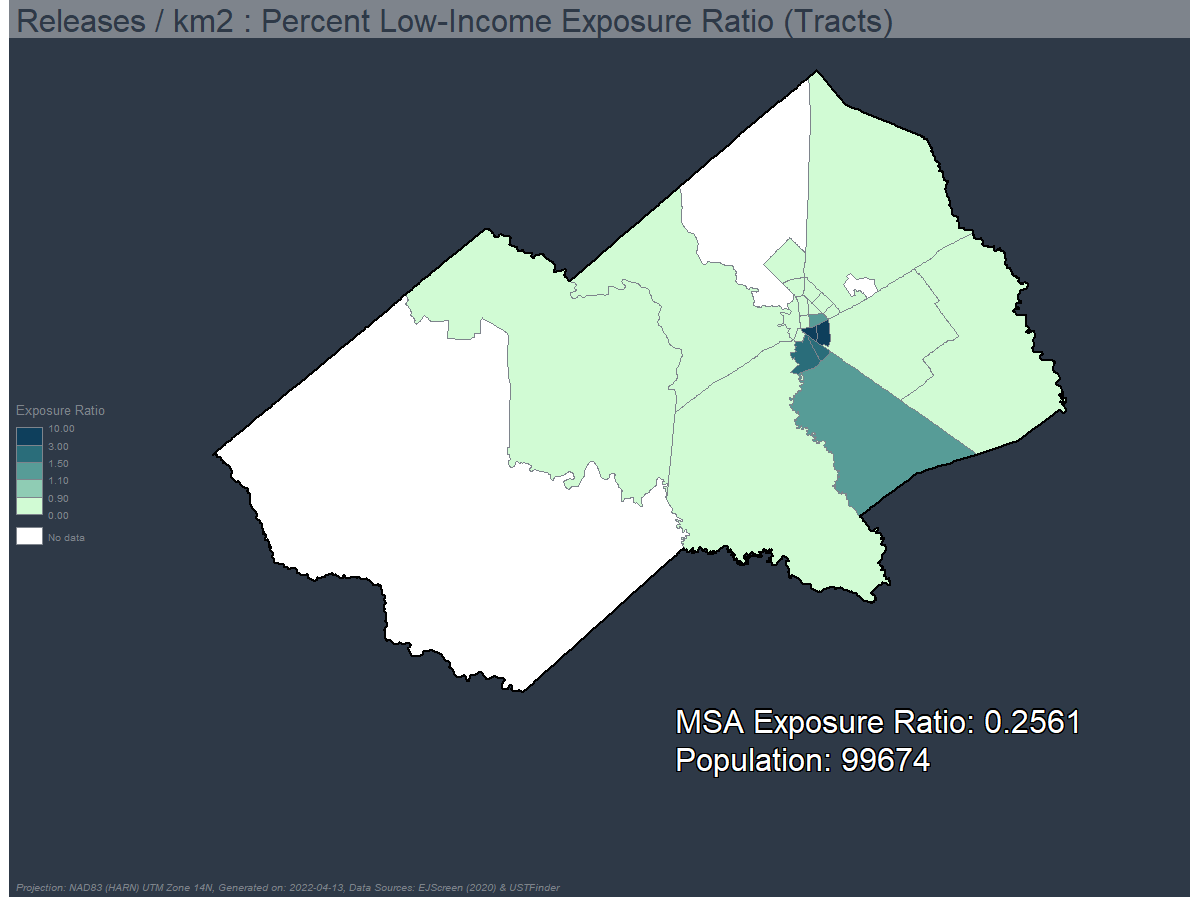 Releases / km2 : Percent Low-Income Exposure Ratio (Tracts)
Exposure Ratio
10.00
3.00
1.50
1.10
0.90
0.00
No data
MSA Exposure Ratio: 0.2561
Population: 99674
Projection: NAD83 (HARN) UTM Zone 14N, Generated on: 2022-04-13, Data Sources: EJScreen (2020) & USTFinder